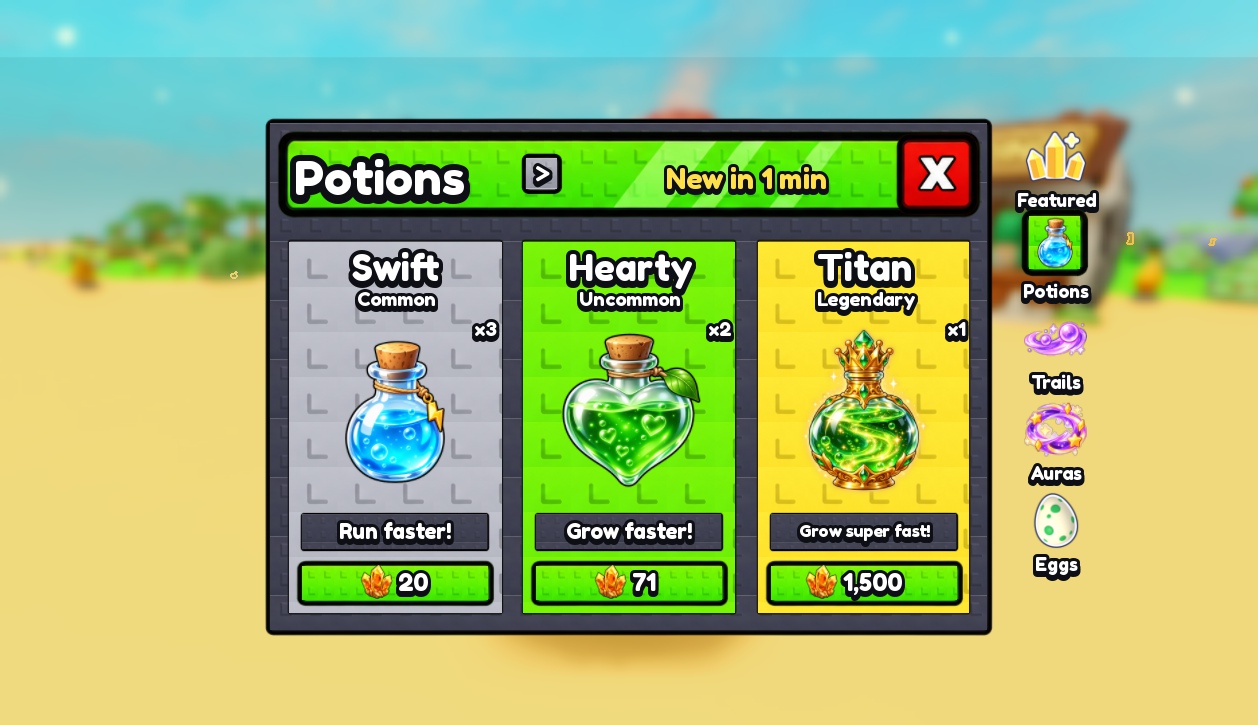 Potions
>
New in 1 min
X
Swift
Common
x3
Run faster!
20
Hearty
Uncommon
x2
Grow faster!
71
Titan
Legendary
x1
Grow super fast!
1,500
Featured
Potions
Trails
Auras
Eggs